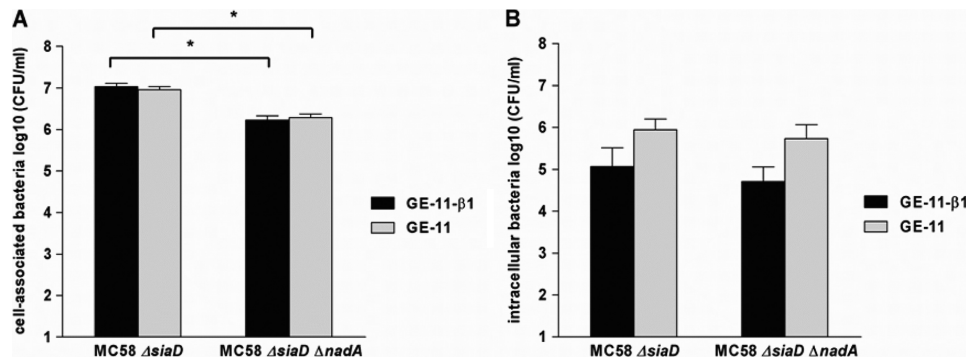 A
*
*
8
7
6
5
4
3
2
1
cell-associated bacteria log10 (CFU/ml)
MC58 ΔsiaD
MC58 ΔsiaD ΔnadA
GE-11-β1
GE-11
B
8
7
6
5
4
3
2
1
intracellular bacteria log10 (CFU/ml)
MC58 ΔsiaD
MC58 ΔsiaD ΔnadA
GE-11-β1
GE-11